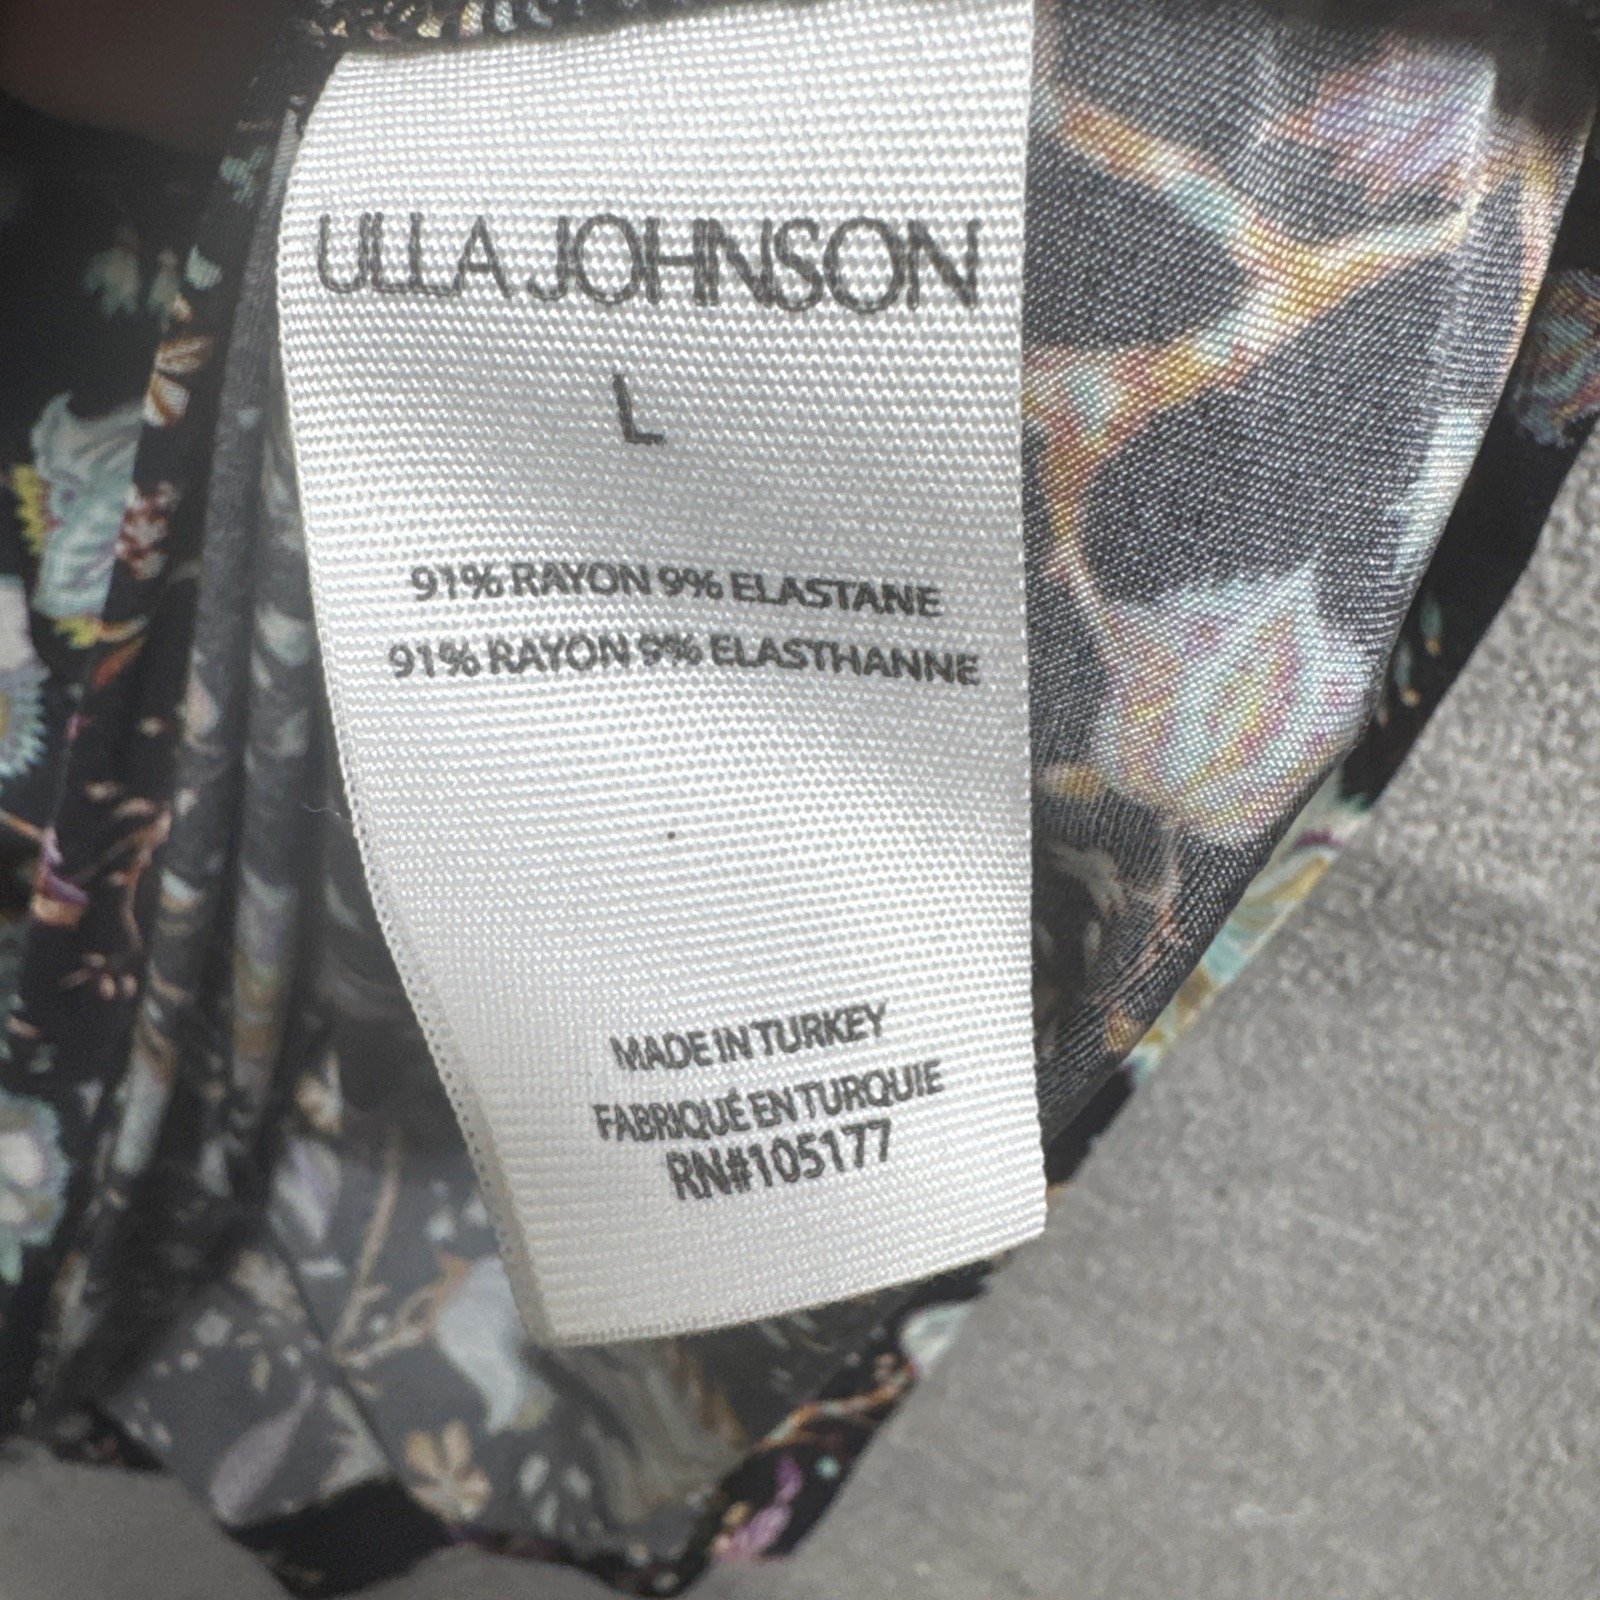 ULLA JOHNSON
L
91% RAYON 9% ELASTANE
91% RAYON 9% ELASTHANNE
MADE IN TURKEY
FABRIQUÉ EN TURQUIE
RN#105177